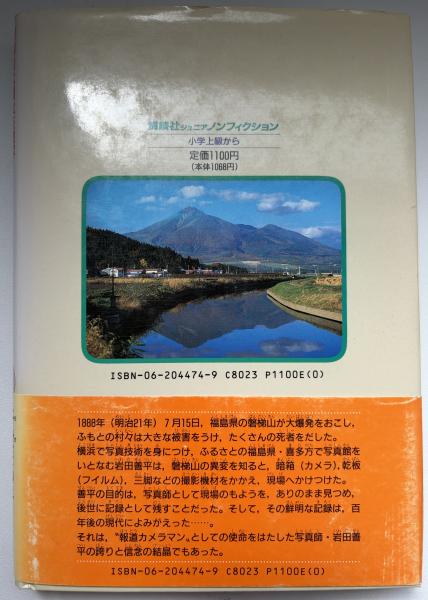 講談社ジュニアノンフィクション
小学上級から
定価1100円
(本体1068円)
ISBN-06-204474-9 C8023 P1100E(0)
1888年(明治21年)7月15日、福島県の磐梯山が大爆発をおこし、
ふもとの村々は大きな被害をうけ、たくさんの死者をだした。
横浜で写真技術を身につけ、ふるさとの福島県・喜多方で写真館を
いとなむ岩田善平は、磐梯山の異変を知ると、暗箱(カメラ)、乾板
(フイルム)、三脚などの撮影機材をかかえ、現場へかけつけた。
善平の目的は、写真師として現場のもようを、ありのまま見つめ、
後世に記録として残すことだった。そして、その鮮明な記録は、百
年後の現代によみがえった……。
それは、"報道カメラマン"としての使命をはたした写真師・岩田善
平の誇りと信念の結晶でもあった。
ISBN-06-204474-9 C8023 P1100E(0)